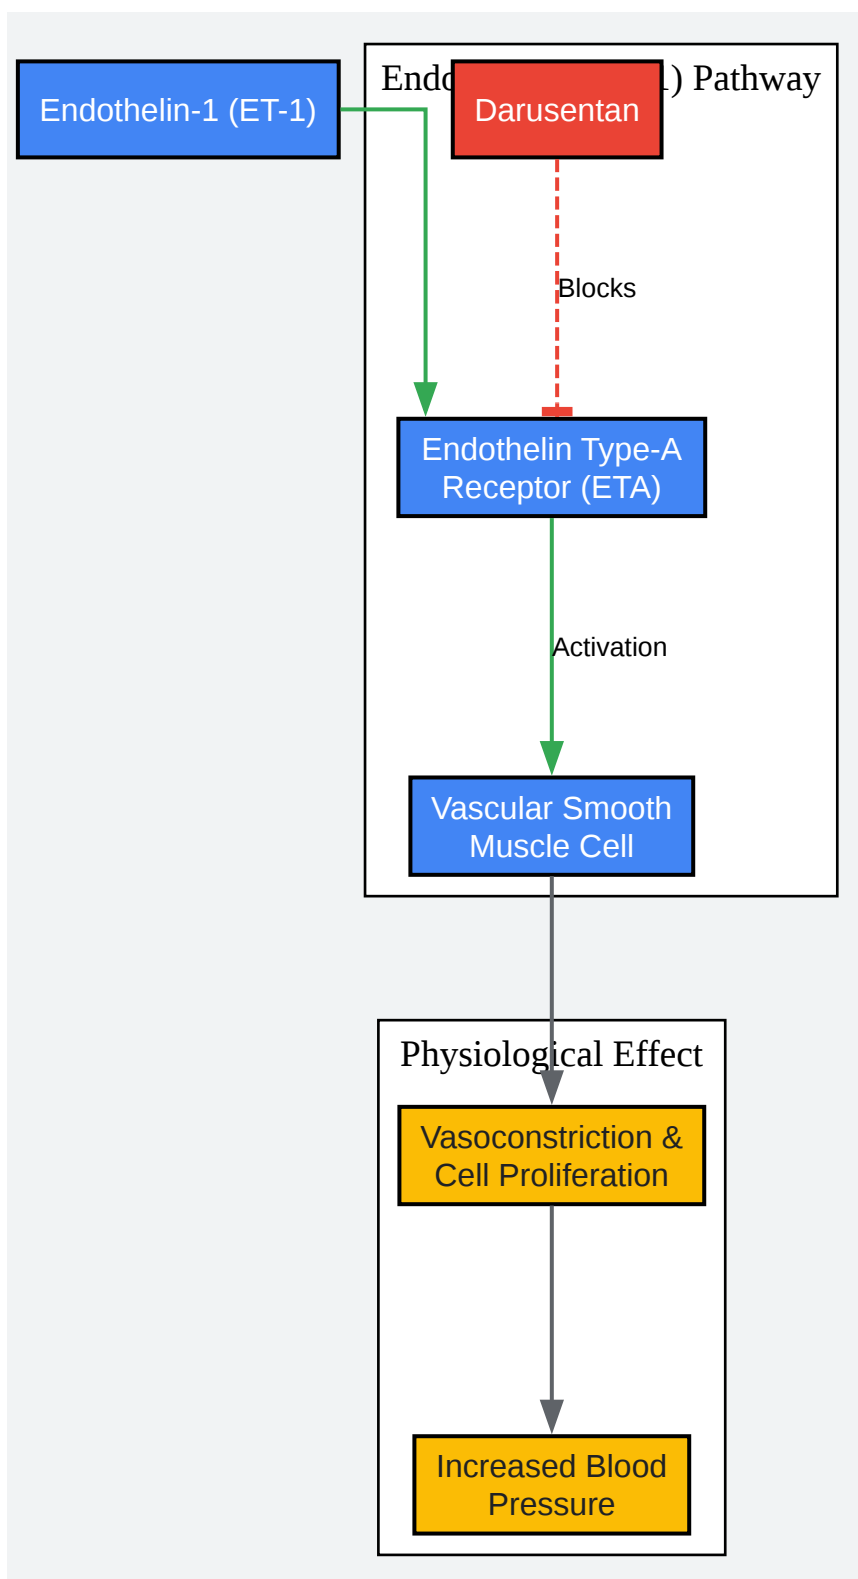 Endothelin-1 (ET-1)
1) Pathway
Darusentan
Blocks
Endothelin Type-A
Receptor (ETA)
Activation
Vascular Smooth
Muscle Cell
Physiological Effect
Vasoconstriction &
Cell Proliferation
Increased Blood
Pressure